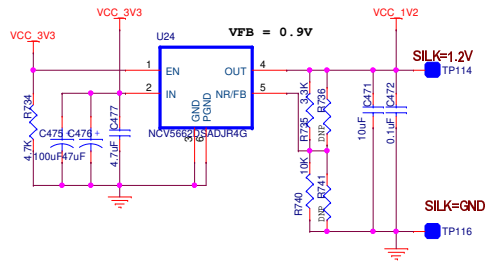 VCC_3V3
VCC_1V2
VFB = 0.9V
U24
VCC_3V3
SILK=1.2V
1 EN OUT 4
TP114
2 IN NR/FB 5
GND
PGND
3
6
NCV5662DSADJR4G
R734
4.7K
C475
100uF
C476
47uF
+
C477
4.7uF
R735
3.3K
R736
DNP
C471
10uF
C472
0.1uF
R740
10K
R741
DNP
SILK=GND
TP116